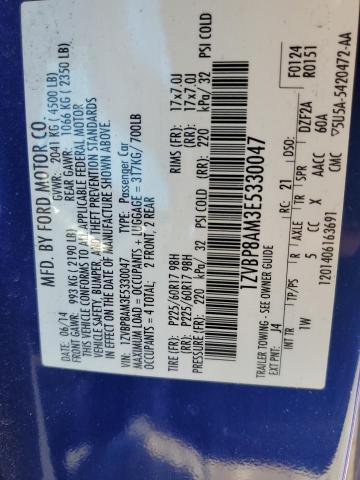 MFD. BY FORD MOTOR CO.
06/14 GVWR: 2041 KG ( 4500 LB)
FRONT GAWR: 993 KG ( 2190 LB) REAR GAWR: 1066 KG ( 2350 LB)
THIS VEHICLE CONFORMS TO ALL APPLICABLE FEDERAL MOTOR
VEHICLE SAFETY, BUMPER, AND THEFT PREVENTION STANDARDS
IN EFFECT ON THE DATE OF MANUFACTURE SHOWN ABOVE.
VIN: 1ZVBP8AM3E5330047 TYPE: Passenger Car
MAXIMUM LOAD = OCCUPANTS + LUGGAGE = 317KG/ 700LB
OCCUPANTS = 4 TOTAL: 2 FRONT, 2 REAR
TIRE (FR): P225/60R17 98H RIMS (FR): 17x7.0J
TIRE (RR): P225/60R17 98H (RR): 17x7.0J
PRESSURE (FR): 220 kPa/ 32 PSI COLD (RR): 220 kPa/ 32 PSI COLD
1ZVBP8AM3E5330047
TRAILER TOWING - SEE OWNER GUIDE
F0124
R0151
EXT PNT: J4 RC: 21 DSO:
INT TR TP/PS R AXLE TR SPR DZF2A
1W 5 CC X AACC 60A
1201406163691 5U5A-5420472-AA